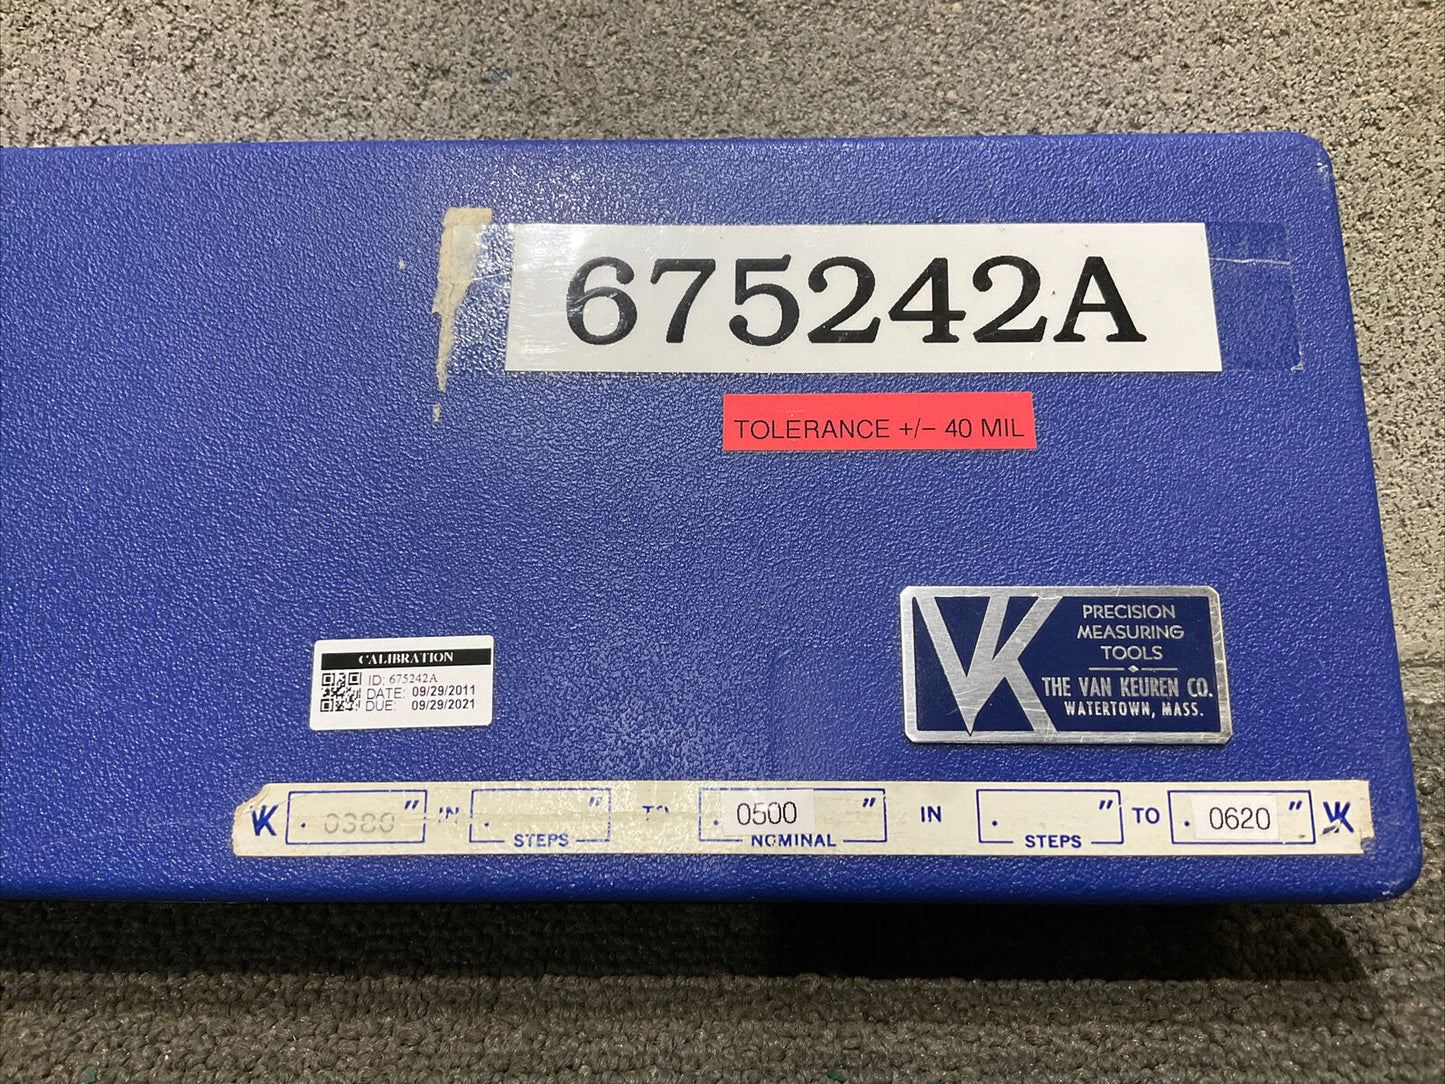 675242A
TOLERANCE +/- 40 MIL
CALIBRATION
ID: 675242A
DATE: 09/29/2011
DUE: 09/29/2021
VK
PRECISION
MEASURING
TOOLS
THE VAN KEUREN CO.
WATERTOWN, MASS.
VK . 0380 " IN . " TO . 0500 " IN . " TO . 0620 " VK
STEPS NOMINAL STEPS